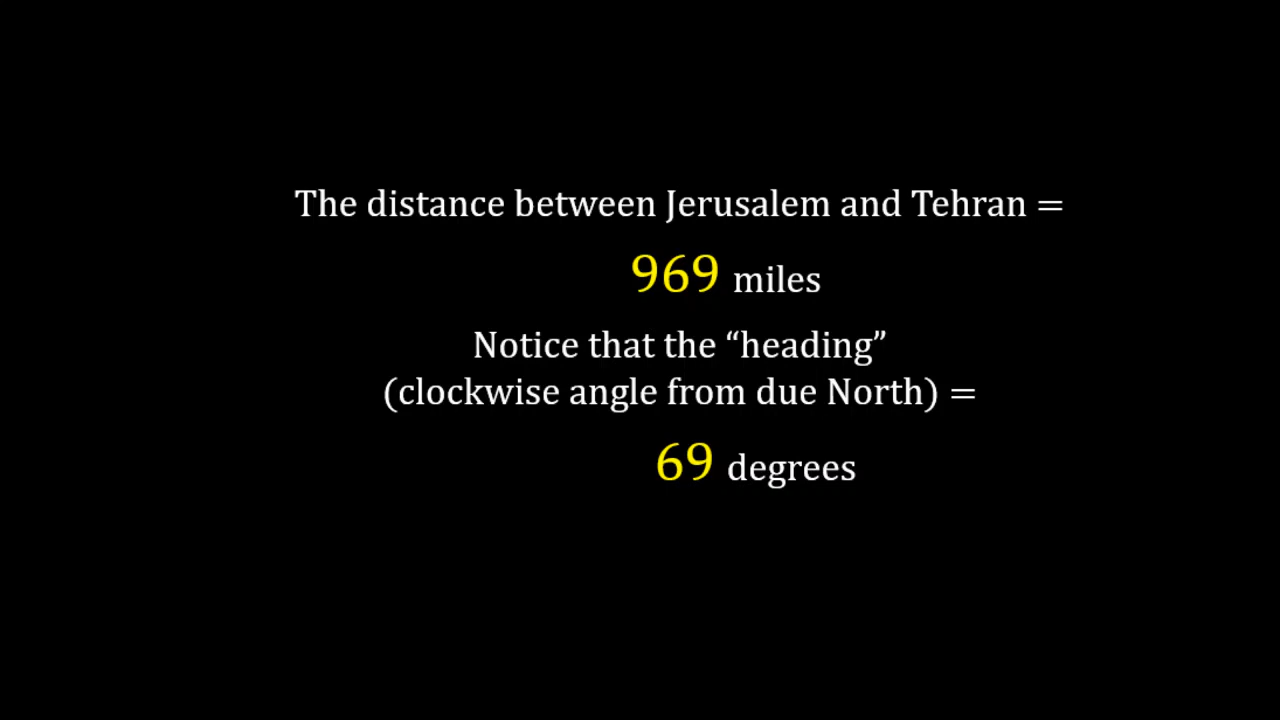 The distance between Jerusalem and Tehran =
969 miles
Notice that the “heading”
(clockwise angle from due North) =
69 degrees